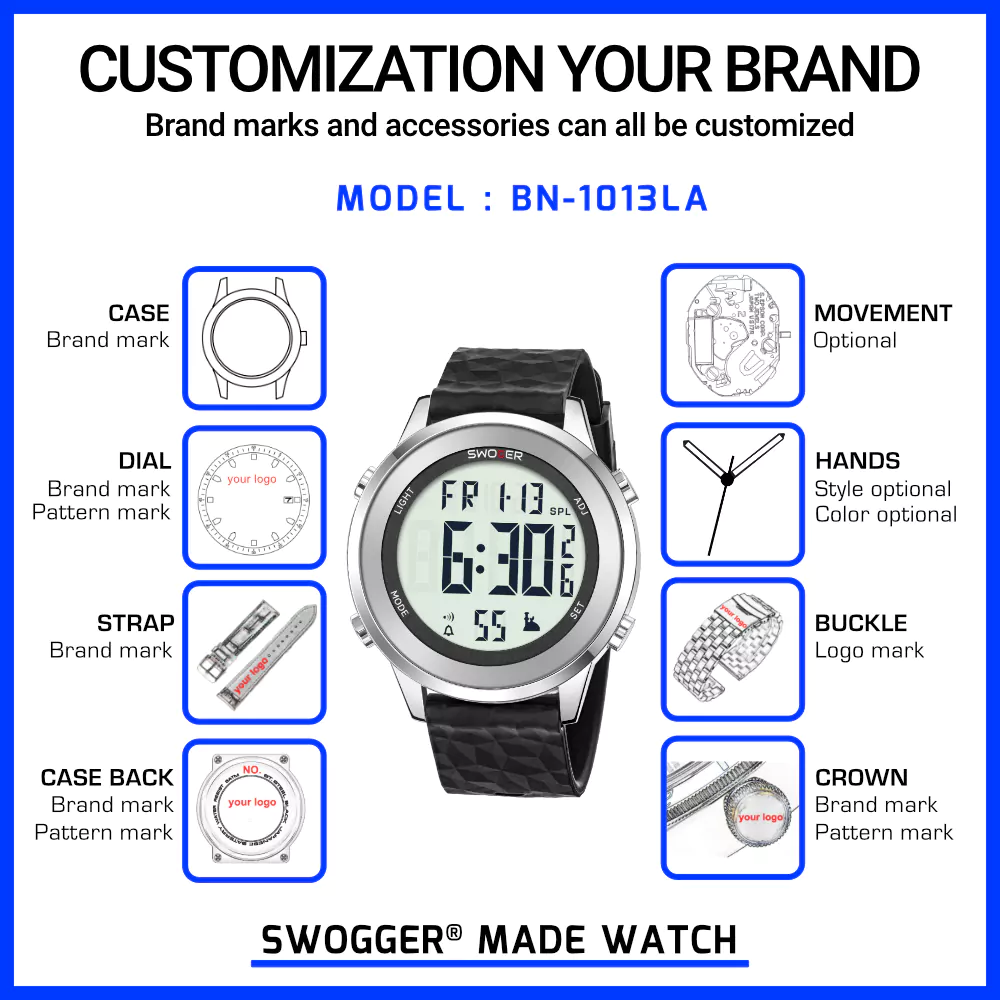 CUSTOMIZATION YOUR BRAND
Brand marks and accessories can all be customized
MODEL : BN-1013LA
CASE
Brand mark
DIAL
Brand mark
Pattern mark
your logo
STRAP
Brand mark
your logo
CASE BACK
Brand mark
Pattern mark
NO.
your logo
SWOGER
LIGHT
ADJ
FR 1-13
SPL
6:30 26
MODE
SET
55
MOVEMENT
Optional
HANDS
Style optional
Color optional
BUCKLE
Logo mark
your logo
CROWN
Brand mark
Pattern mark
your logo
SWOGGER® MADE WATCH